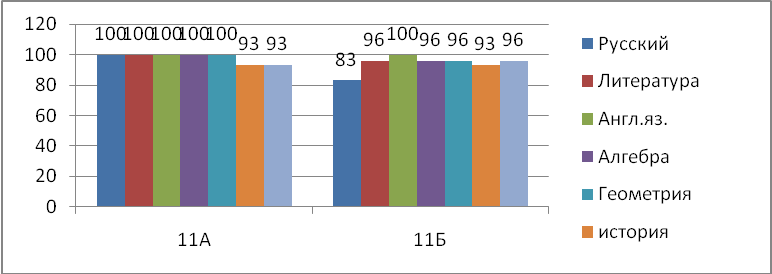 120
100
80
60
40
20
0
100 100 100 100 100 93 93
83 96 100 96 96 93 96
11А
11Б
Русский
Литература
Англ.яз.
Алгебра
Геометрия
история